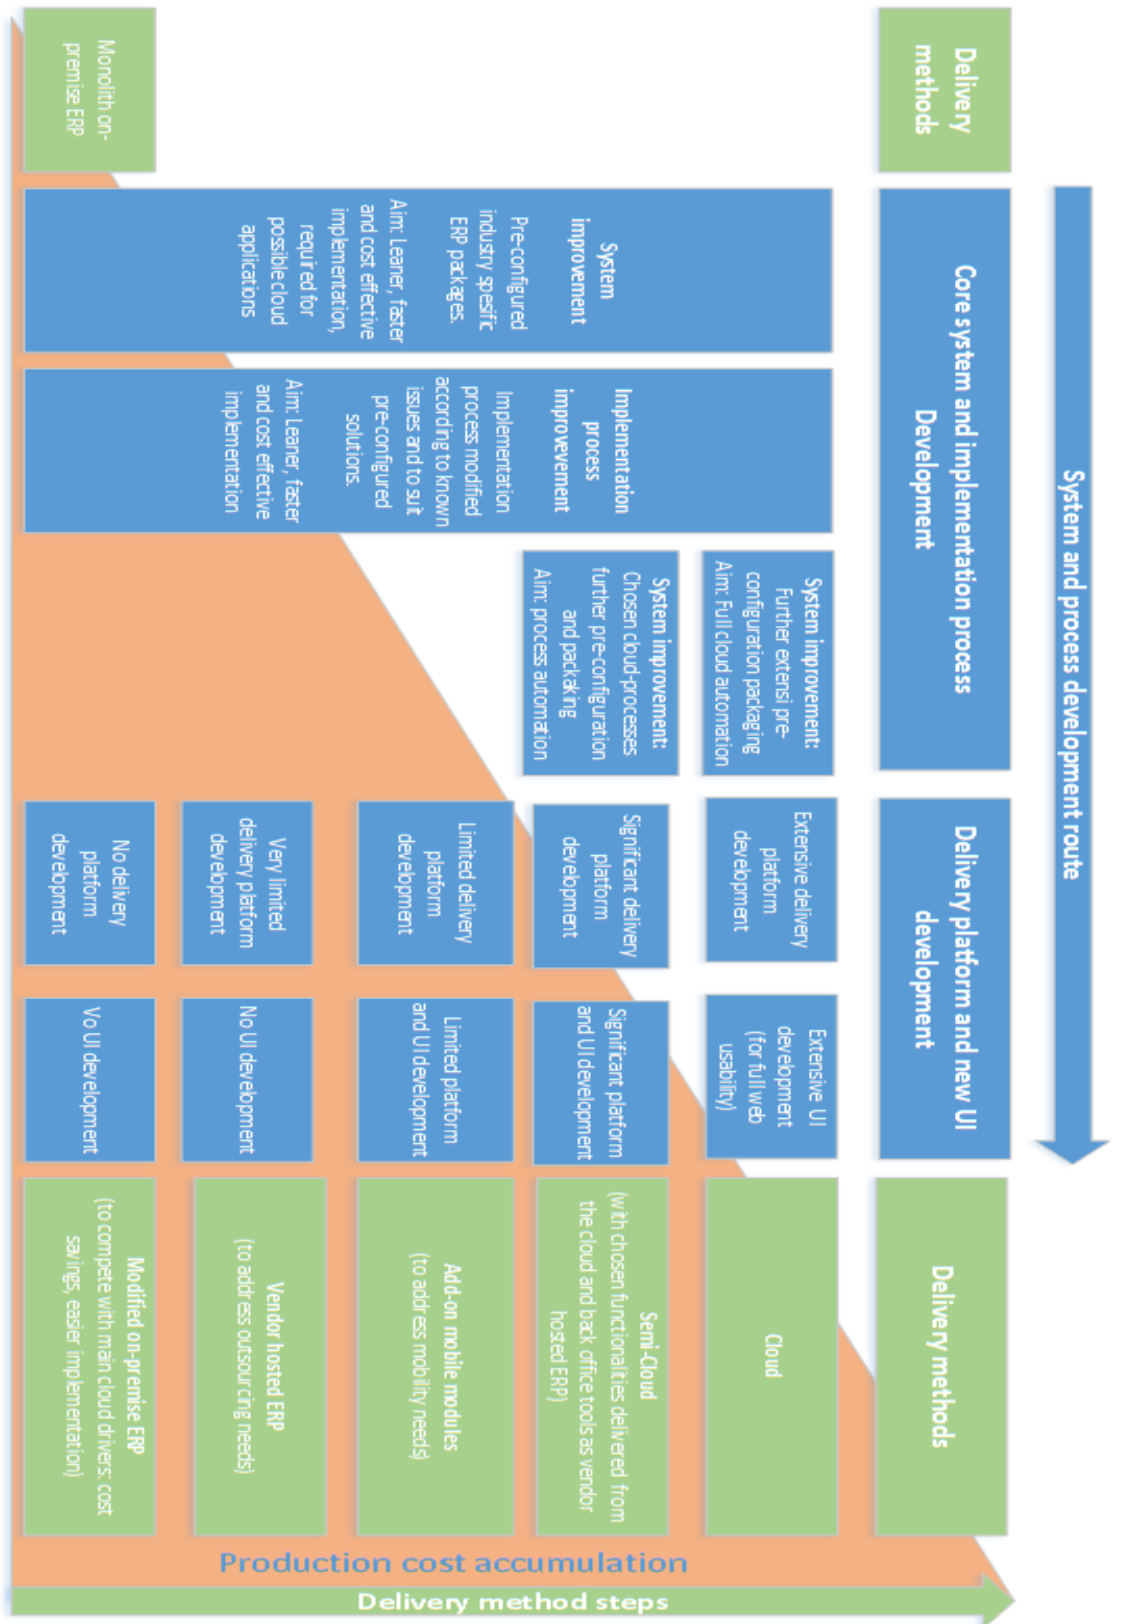 System and process development route
Delivery
methods
Core system and implementation process
Development
Delivery platform and new UI
development
Delivery methods
System improvement:
Further extensi pre-
configuration packaging
Aim: Full cloud automation
Extensive delivery
platform
development
Extensive UI
development
(for full web
usability)
Cloud
System improvement:
Chosen cloud-processes
further pre-configuration
and packaking
Aim: process automation
Significant delivery
platform
development
Significant platform
and UI development
Semi-Cloud
(with chosen functionalities delivered from
the cloud and back office tools as vendor
hosted ERP)
System
improvement
Pre-configured
industry spesific
ERP packages.
Aim: Leaner, faster
and cost effective
implementation,
required for
possible cloud
applications
Implementation
process
improvevement
Implementation
process modified
according to known
issues and to suit
pre-configured
solutions.
Aim: Leaner, faster
and cost effective
implementation
Limited delivery
platform
development
Limited platform
and UI development
Add-on mobile modules
(to address mobility needs)
Very limited
delivery platform
development
No UI development
Vendor hosted ERP
(to address outsourcing needs)
Monolith on-
premise ERP
No delivery
platform
development
Vo UI development
Modified on-premise ERP
(to compete with main cloud drivers: cost
savings, easier implementation)
Production cost accumulation
Delivery method steps